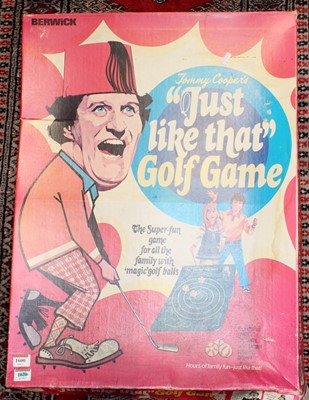 BERWICK
Tommy Cooper's
"Just
like that"
Golf Game
The Super-fun
game
for all the
family with
'magic' golf balls
Hours of family fun-just like that!